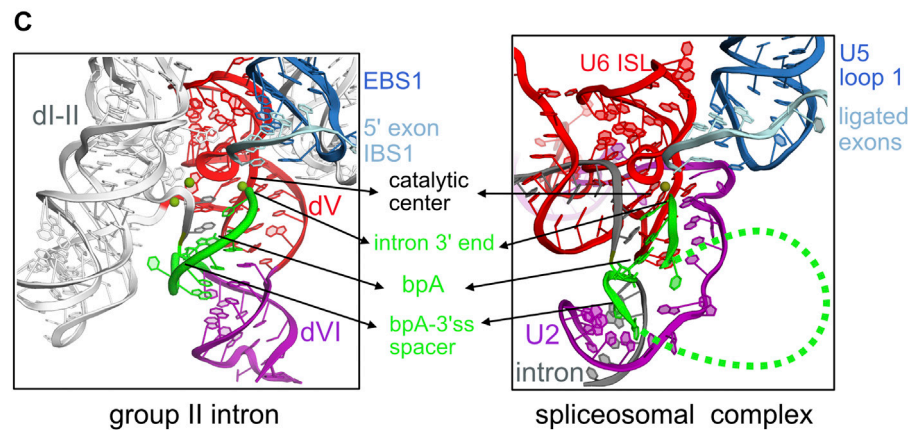 C
dI-II
EBS1
5' exon
IBS1
dV
dVI
catalytic
center
intron 3' end
bpA
bpA-3'ss
spacer
U6 ISL
U5
loop 1
ligated
exons
U2
intron
group II intron
spliceosomal complex